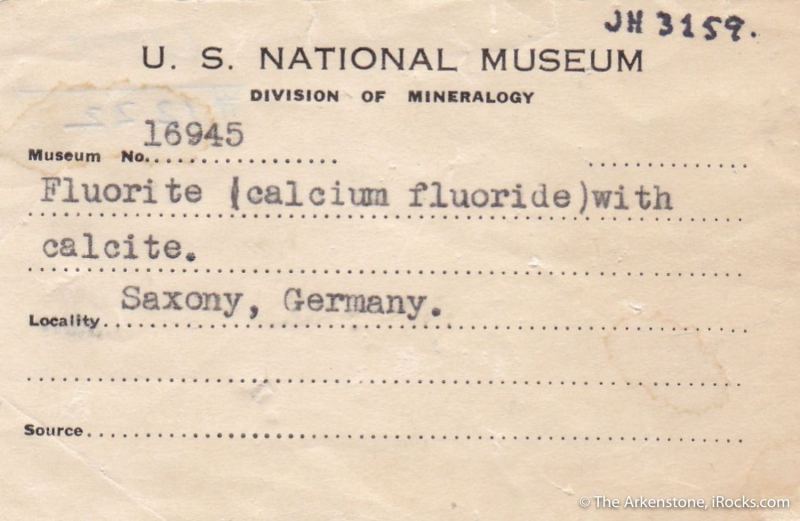 JH 3159.
U. S. NATIONAL MUSEUM
DIVISION OF MINERALOGY
Museum No. 16945
Fluorite (calcium fluoride)with
calcite.
Locality Saxony, Germany.
Source
© The Arkenstone, iRocks.com